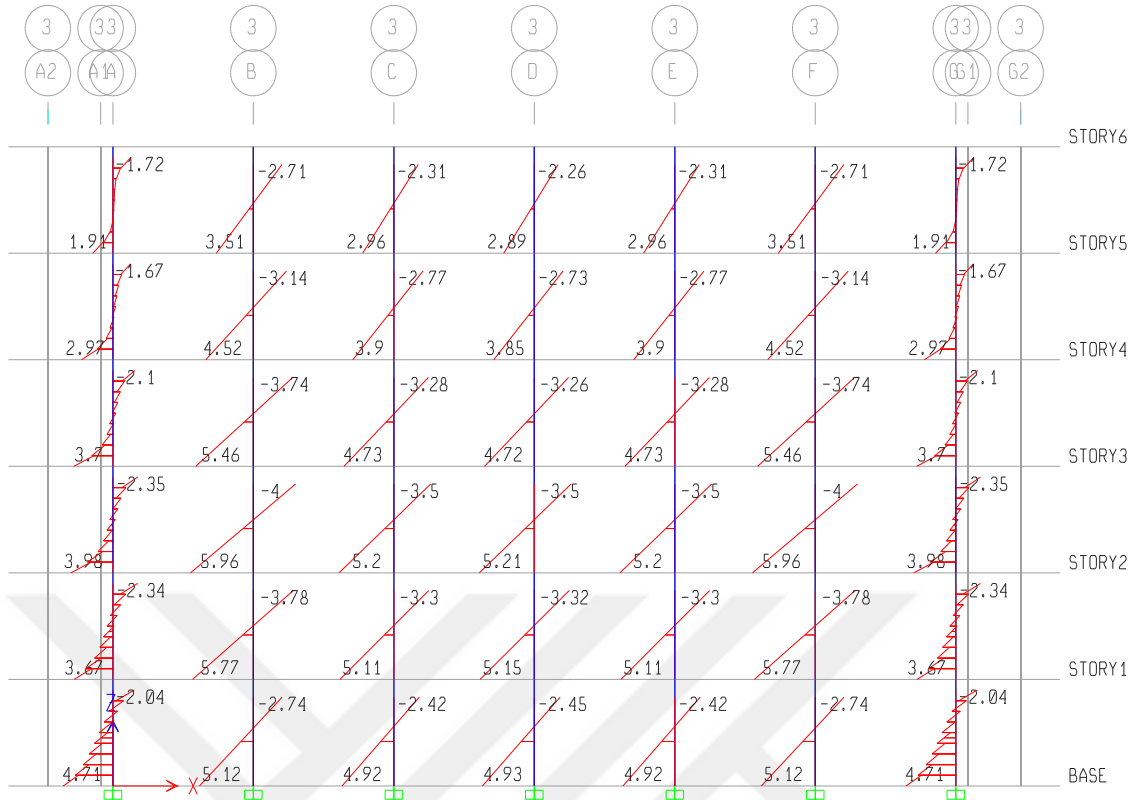 3 3 3 3 3 3 3 3 3 3 3
A2 A1 A B C D E F G G1 G2
STORY6
-1.72 -2.71 -2.31 -2.26 -2.31 -2.71 -1.72
1.91 3.51 2.96 2.89 2.96 3.51 1.91 STORY5
-1.67 -3.14 -2.77 -2.73 -2.77 -3.14 -1.67
2.97 4.52 3.9 3.85 3.9 4.52 2.97 STORY4
-2.1 -3.74 -3.28 -3.26 -3.28 -3.74 -2.1
3.7 5.46 4.73 4.72 4.73 5.46 3.7 STORY3
-2.35 -4 -3.5 -3.5 -3.5 -4 -2.35
3.98 5.96 5.2 5.21 5.2 5.96 3.98 STORY2
-2.34 -3.78 -3.3 -3.32 -3.3 -3.78 -2.34
3.67 5.77 5.11 5.15 5.11 5.77 3.67 STORY1
Z -2.04 -2.74 -2.42 -2.45 -2.42 -2.74 -2.04
4.71 X 5.12 4.92 4.93 4.92 5.12 4.71 BASE